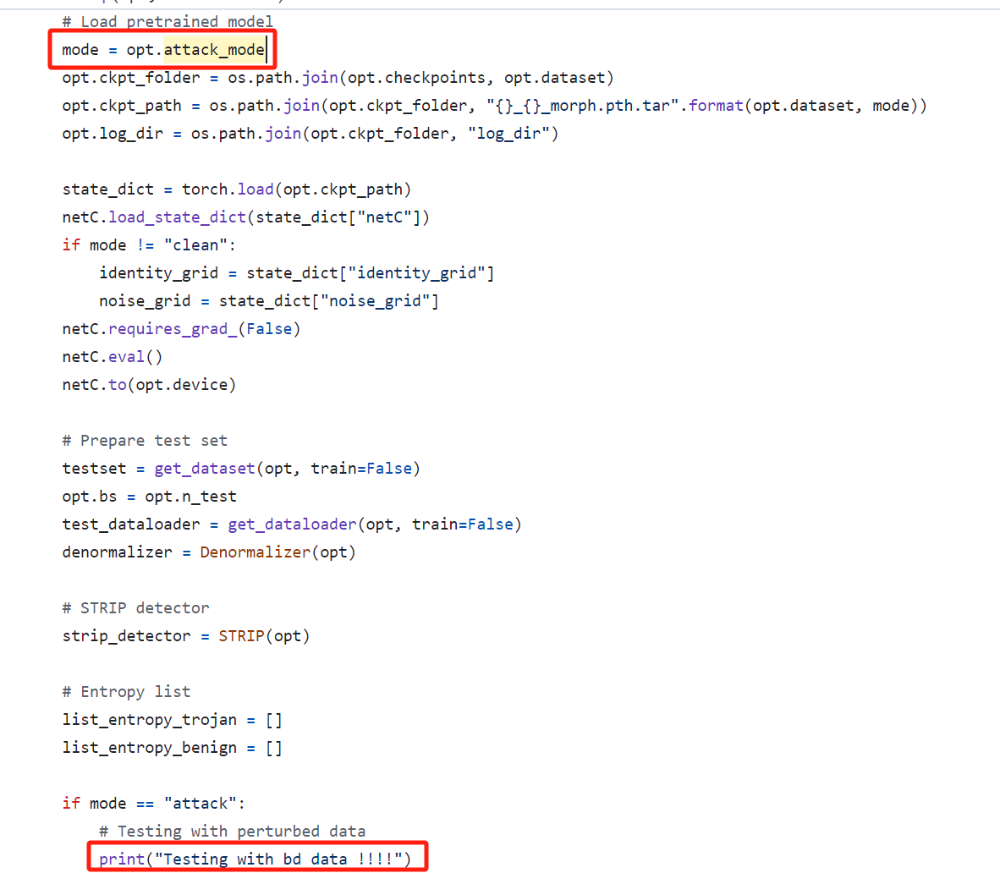 # Load pretrained model
mode = opt.attack_mode
opt.ckpt_folder = os.path.join(opt.checkpoints, opt.dataset)
opt.ckpt_path = os.path.join(opt.ckpt_folder, "{}_{}_morph.pth.tar".format(opt.dataset, mode))
opt.log_dir = os.path.join(opt.ckpt_folder, "log_dir")
state_dict = torch.load(opt.ckpt_path)
netC.load_state_dict(state_dict["netC"])
if mode != "clean":
    identity_grid = state_dict["identity_grid"]
    noise_grid = state_dict["noise_grid"]
netC.requires_grad_(False)
netC.eval()
netC.to(opt.device)
# Prepare test set
testset = get_dataset(opt, train=False)
opt.bs = opt.n_test
test_dataloader = get_dataloader(opt, train=False)
denormalizer = Denormalizer(opt)
# STRIP detector
strip_detector = STRIP(opt)
# Entropy list
list_entropy_trojan = []
list_entropy_benign = []
if mode == "attack":
    # Testing with perturbed data
    print("Testing with bd data !!!!")